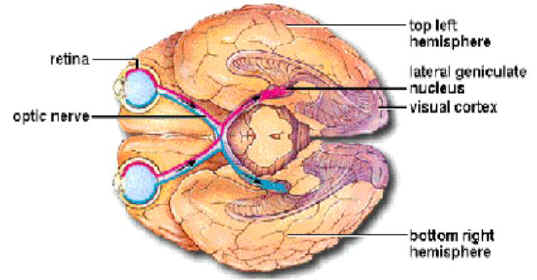 top left
hemisphere
retina
lateral geniculate
nucleus
optic nerve
visual cortex
bottom right
hemisphere